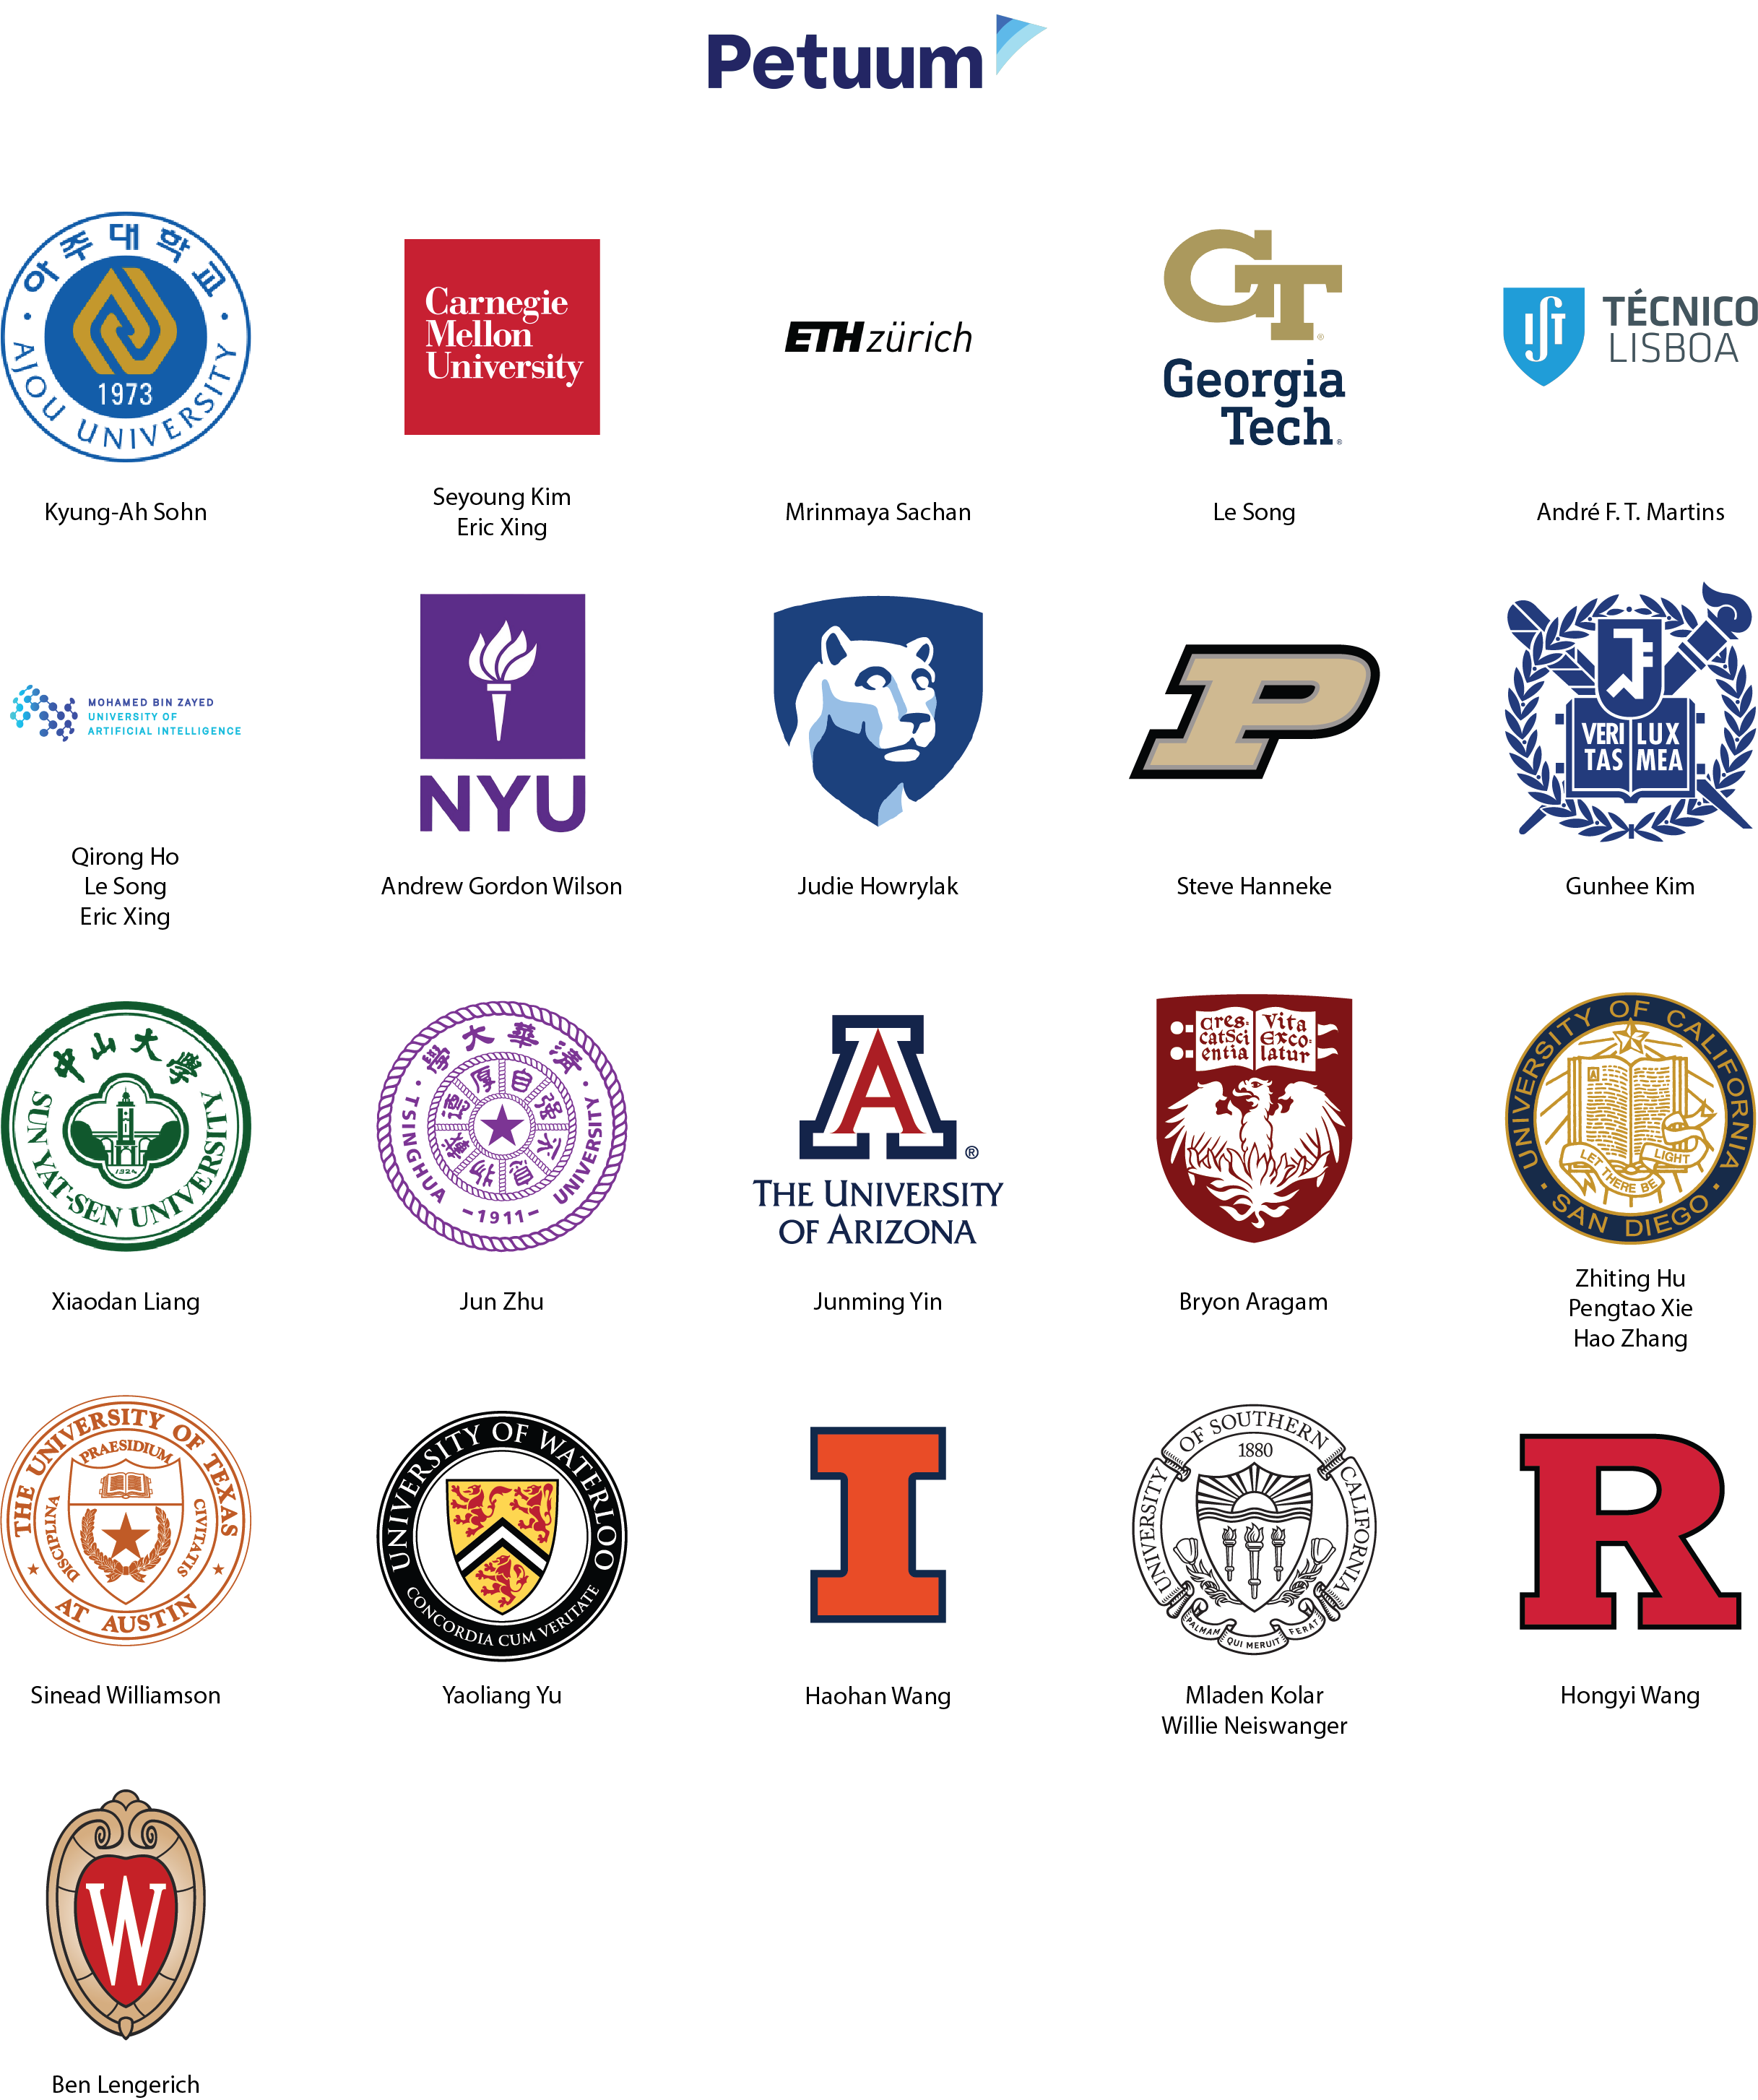 Petuum
아주대학교
1973
AJOU UNIVERSITY
Carnegie
Mellon
University
ETH zürich
GT
Georgia
Tech
IST
TÉCNICO
LISBOA
Kyung-Ah Sohn
Seyoung Kim
Eric Xing
Mrinmaya Sachan
Le Song
André F. T. Martins
MOHAMED BIN ZAYED
UNIVERSITY OF
ARTIFICIAL INTELLIGENCE
NYU
P
VERI LUX
TAS MEA
Qirong Ho
Le Song
Eric Xing
Andrew Gordon Wilson
Judie Howrylak
Steve Hanneke
Gunhee Kim
中山大學
1924
SUN YAT-SEN UNIVERSITY
學大華清
自强不息
厚德載物
TSINGHUA UNIVERSITY
-1911-
A
®
THE UNIVERSITY
OF ARIZONA
Cres- Vita
catSci Exco-
entia latur
UNIVERSITY OF CALIFORNIA
A
LET THERE BE LIGHT
· SAN DIEGO ·
Xiaodan Liang
Jun Zhu
Junming Yin
Bryon Aragam
Zhiting Hu
Pengtao Xie
Hao Zhang
THE UNIVERSITY OF TEXAS
PRAESIDIUM
DISCIPLINA CIVITATIS
AT AUSTIN
UNIVERSITY OF WATERLOO
CONCORDIA CUM VERITATE
I
UNIVERSITY OF SOUTHERN CALIFORNIA
1880
PALMAM QUI MERUIT FERAT
R
Sinead Williamson
Yaoliang Yu
Haohan Wang
Mladen Kolar
Willie Neiswanger
Hongyi Wang
W
Ben Lengerich